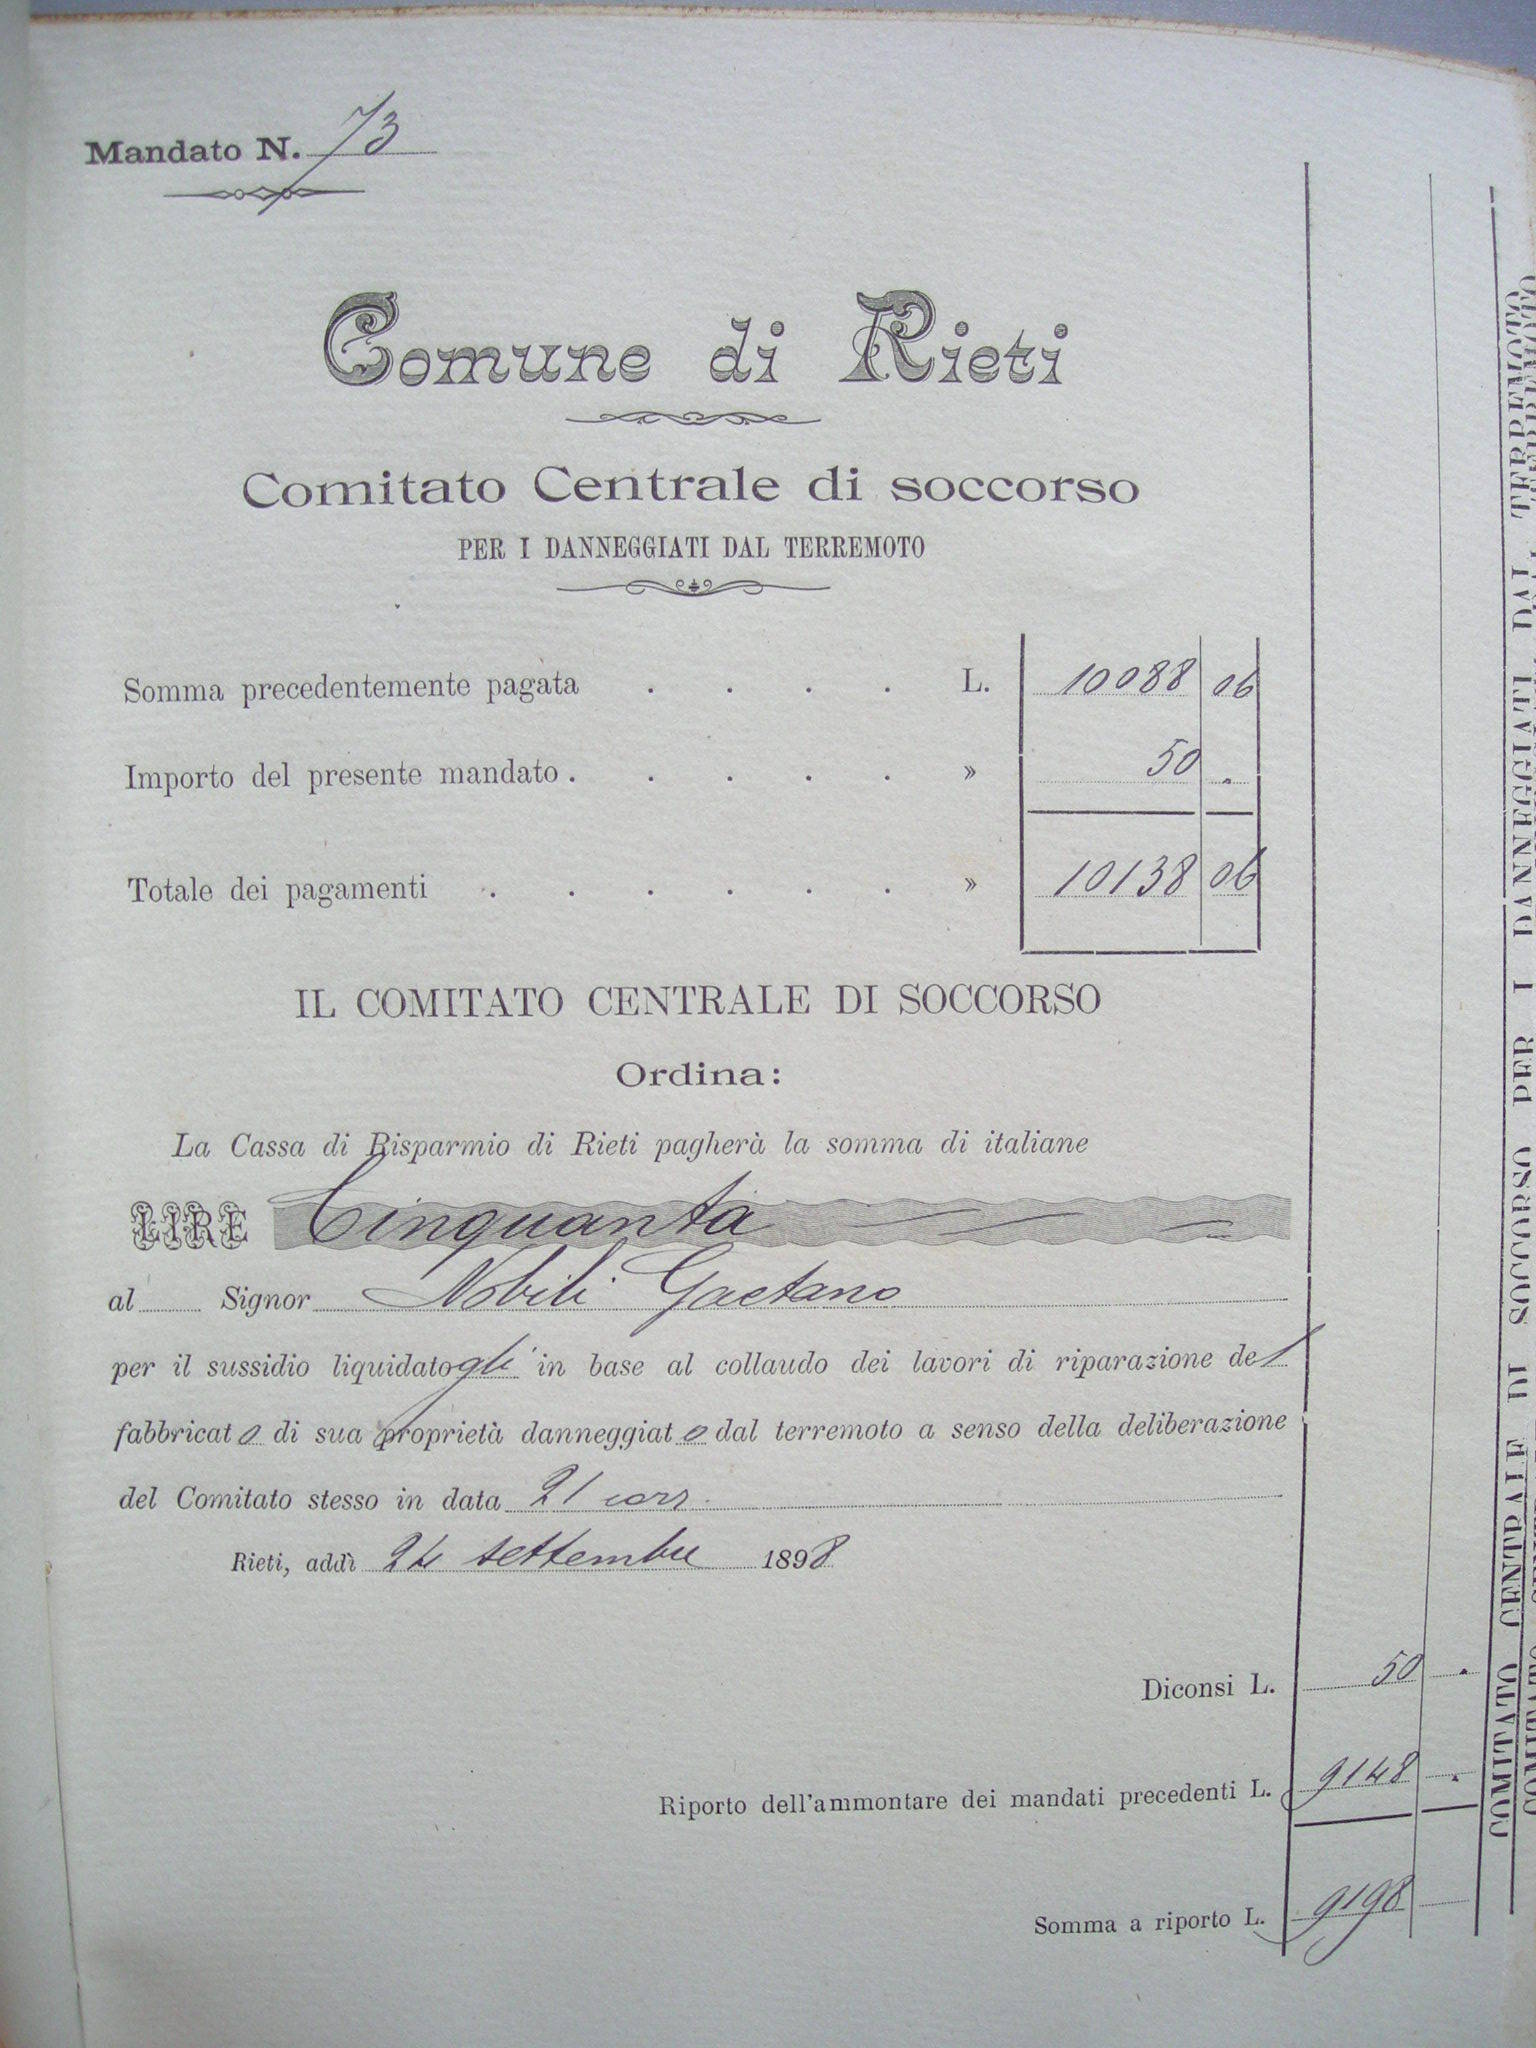 Mandato N. 73
Comune di Rieti
Comitato Centrale di soccorso
PER I DANNEGGIATI DAL TERREMOTO
Somma precedentemente pagata . . . . L. 10088 06
Importo del presente mandato . . . . . » 50 .
Totale dei pagamenti . . . . . . » 10138 06
IL COMITATO CENTRALE DI SOCCORSO
Ordina:
La Cassa di Risparmio di Rieti pagherà la somma di italiane
LIRE Cinquanta
al Signor Nobili Gaetano
per il sussidio liquidatogli in base al collaudo dei lavori di riparazione del
fabbricato di sua proprietà danneggiato dal terremoto a senso della deliberazione
del Comitato stesso in data 21 corr.
Rieti, addì 24 settembre 1898
Diconsi L. 50 .
Riporto dell'ammontare dei mandati precedenti L. 9148 .
Somma a riporto L. 9198
COMITATO CENTRALE DI SOCCORSO PER I DANNEGGIATI DAL TERREMOTO